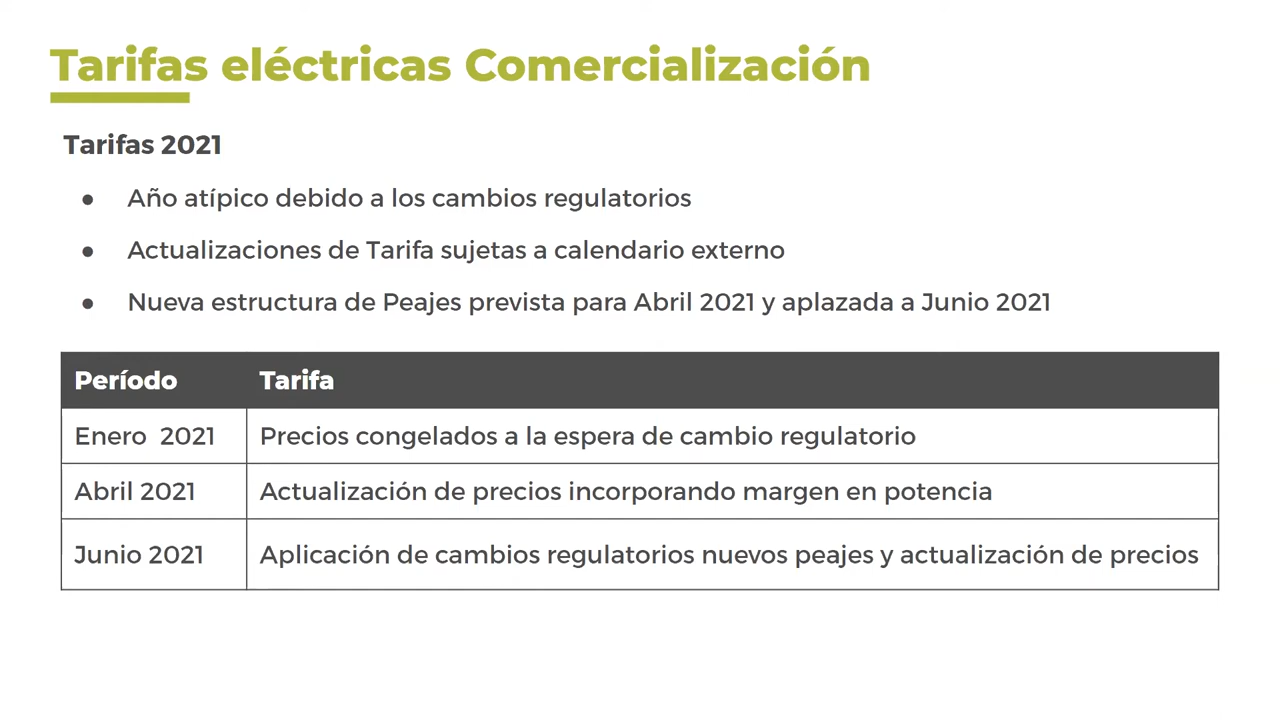 Tarifas eléctricas Comercialización
Tarifas 2021
● Año atípico debido a los cambios regulatorios
● Actualizaciones de Tarifa sujetas a calendario externo
● Nueva estructura de Peajes prevista para Abril 2021 y aplazada a Junio 2021
Período Tarifa
Enero 2021 Precios congelados a la espera de cambio regulatorio
Abril 2021 Actualización de precios incorporando margen en potencia
Junio 2021 Aplicación de cambios regulatorios nuevos peajes y actualización de precios